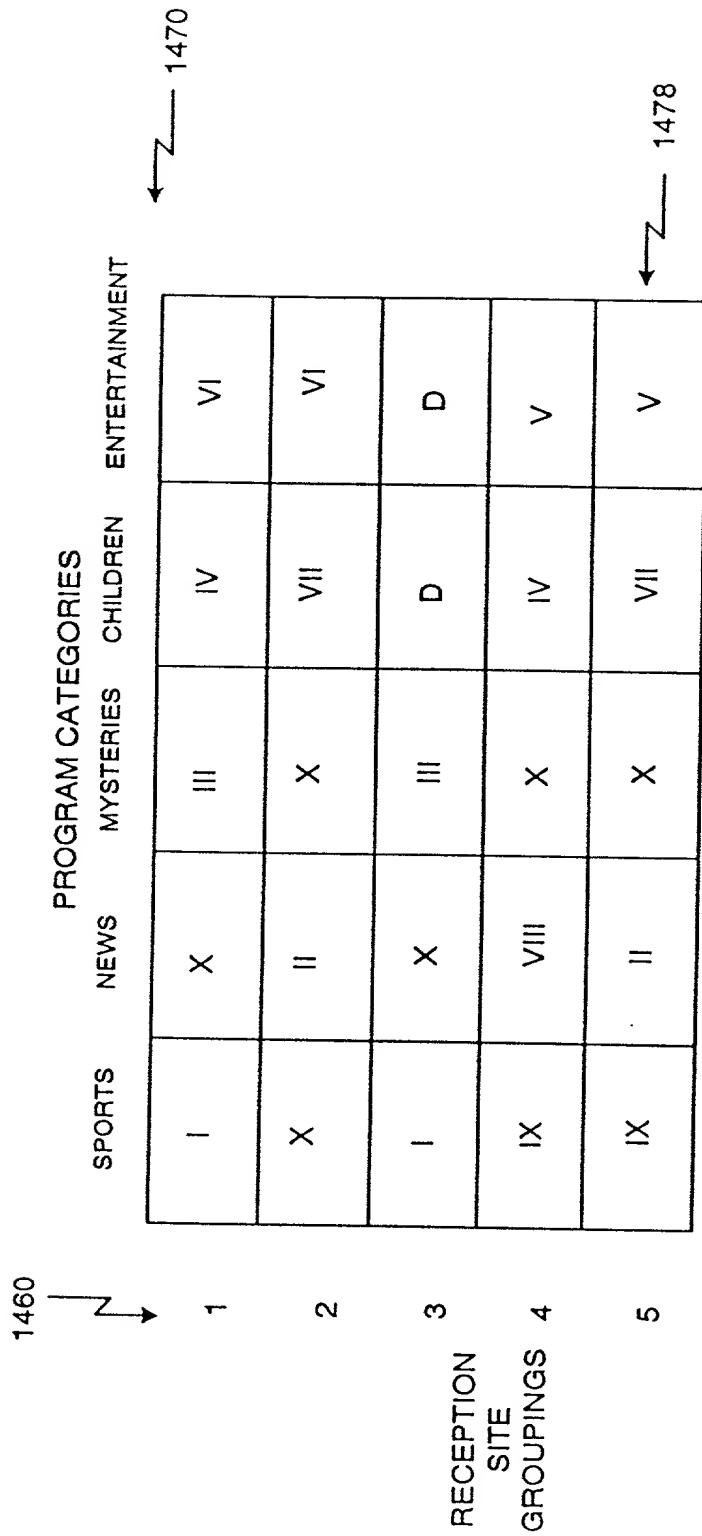 1460
1470
PROGRAM CATEGORIES
SPORTS NEWS MYSTERIES CHILDREN ENTERTAINMENT
1 I X III IV VI
2 X II X VII VI
RECEPTION
SITE
GROUPINGS
3 I X III D D
4 IX VIII X IV V
5 IX II X VII V
1478